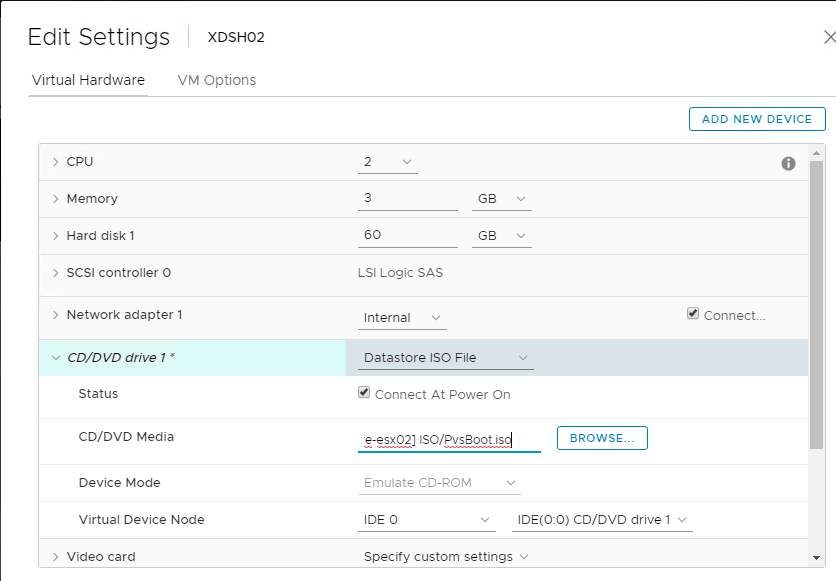 Edit Settings XDSH02
Virtual Hardware VM Options
ADD NEW DEVICE
CPU 2
Memory 3 GB
Hard disk 1 60 GB
SCSI controller 0 LSI Logic SAS
Network adapter 1 Internal Connect...
CD/DVD drive 1 * Datastore ISO File
Status Connect At Power On
CD/DVD Media e-esx02] ISO/PvsBoot.iso BROWSE...
Device Mode Emulate CD-ROM
Virtual Device Node IDE 0 IDE(0:0) CD/DVD drive 1
Video card Specify custom settings